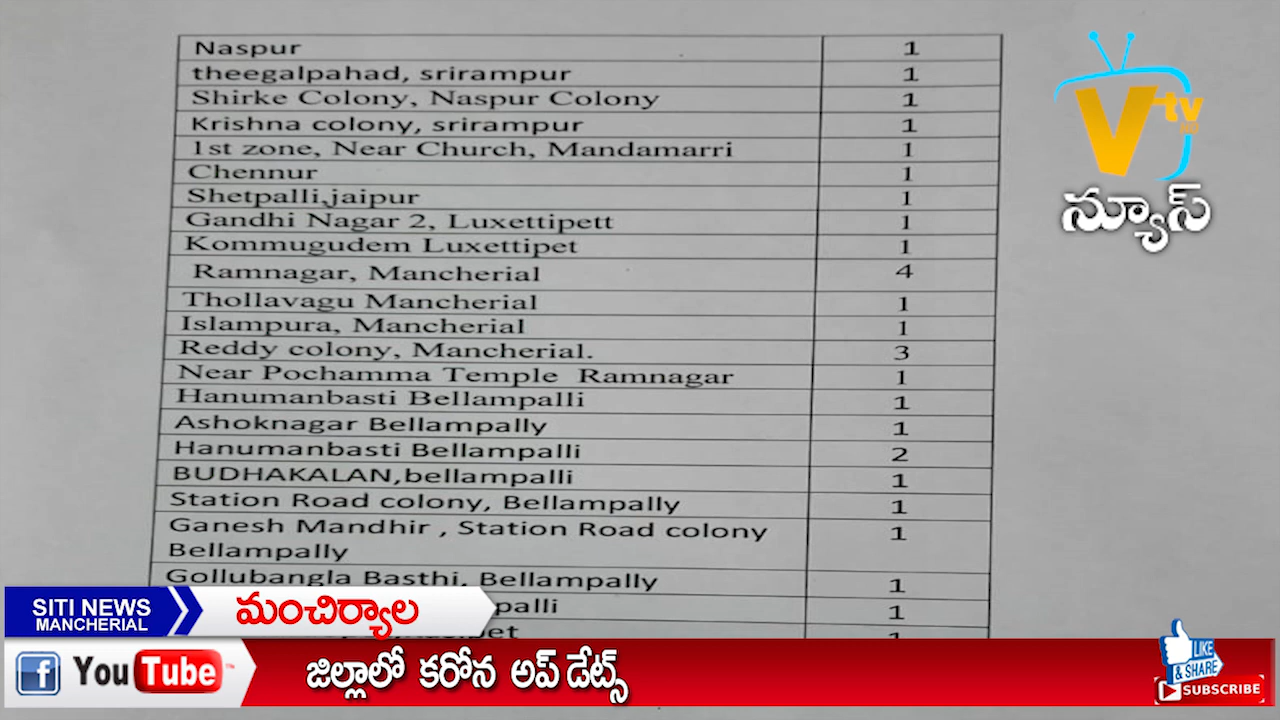 Naspur 1
theegalpahad, srirampur 1
Shirke Colony, Naspur Colony 1
Krishna colony, srirampur 1
1st zone, Near Church, Mandamarri 1
Chennur 1
Shetpalli,jaipur 1
Gandhi Nagar 2, Luxettipett 1
Kommugudem Luxettipet 1
Ramnagar, Mancherial 4
Thollavagu Mancherial 1
Islampura, Mancherial 1
Reddy colony, Mancherial. 3
Near Pochamma Temple Ramnagar 1
Hanumanbasti Bellampalli 1
Ashoknagar Bellampally 1
Hanumanbasti Bellampalli 2
BUDHAKALAN,bellampalli 1
Station Road colony, Bellampally 1
Ganesh Mandhir , Station Road colony 1
Bellampally
Gollubangla Basthi, Bellampally 1
palli 1
V tv
న్యూస్
SITI NEWS
MANCHERIAL
మంచిర్యాల
f YouTube
జిల్లాలో కరోన అప్ డేట్స్
LIKE
& SHARE
SUBSCRIBE